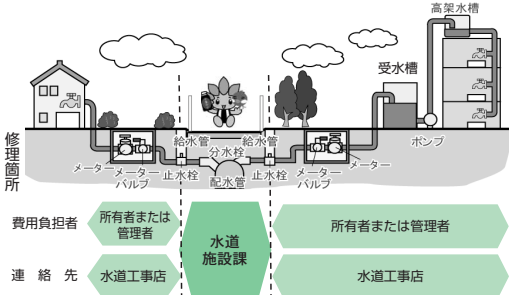 高架水槽
受水槽
ポンプ
給水管
給水管
分水栓
メーター
メーター
バルブ
止水栓
配水管
止水栓
メーター
バルブ
メーター
修理箇所
費用負担者
所有者または
管理者
水道
施設課
所有者または管理者
連絡先
水道工事店
水道工事店